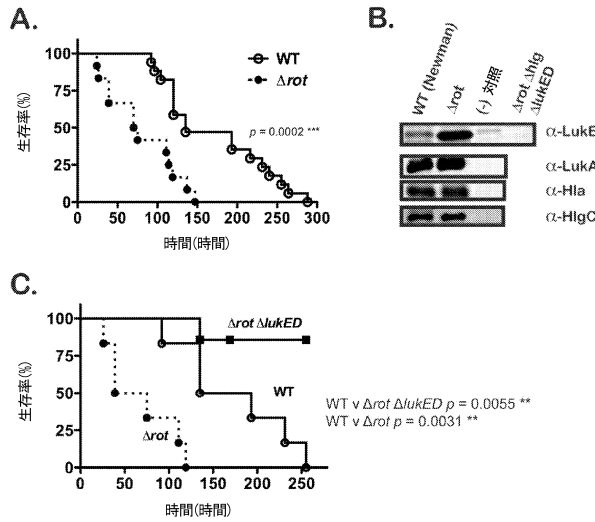 A.
100
75
50
25
0
生存率(%)
WT
Δrot
p = 0.0002 ***
0 50 100 150 200 250 300
時間(時間)
B.
WT (Newman)
Δrot
(-) 対照
Δrot Δhlg
ΔlukED
α-LukE
α-LukA
α-Hla
α-HlgC
C.
100
75
50
25
0
生存率(%)
Δrot ΔlukED
WT
Δrot
0 50 100 150 200 250
時間(時間)
WT v Δrot ΔlukED p = 0.0055 **
WT v Δrot p = 0.0031 **